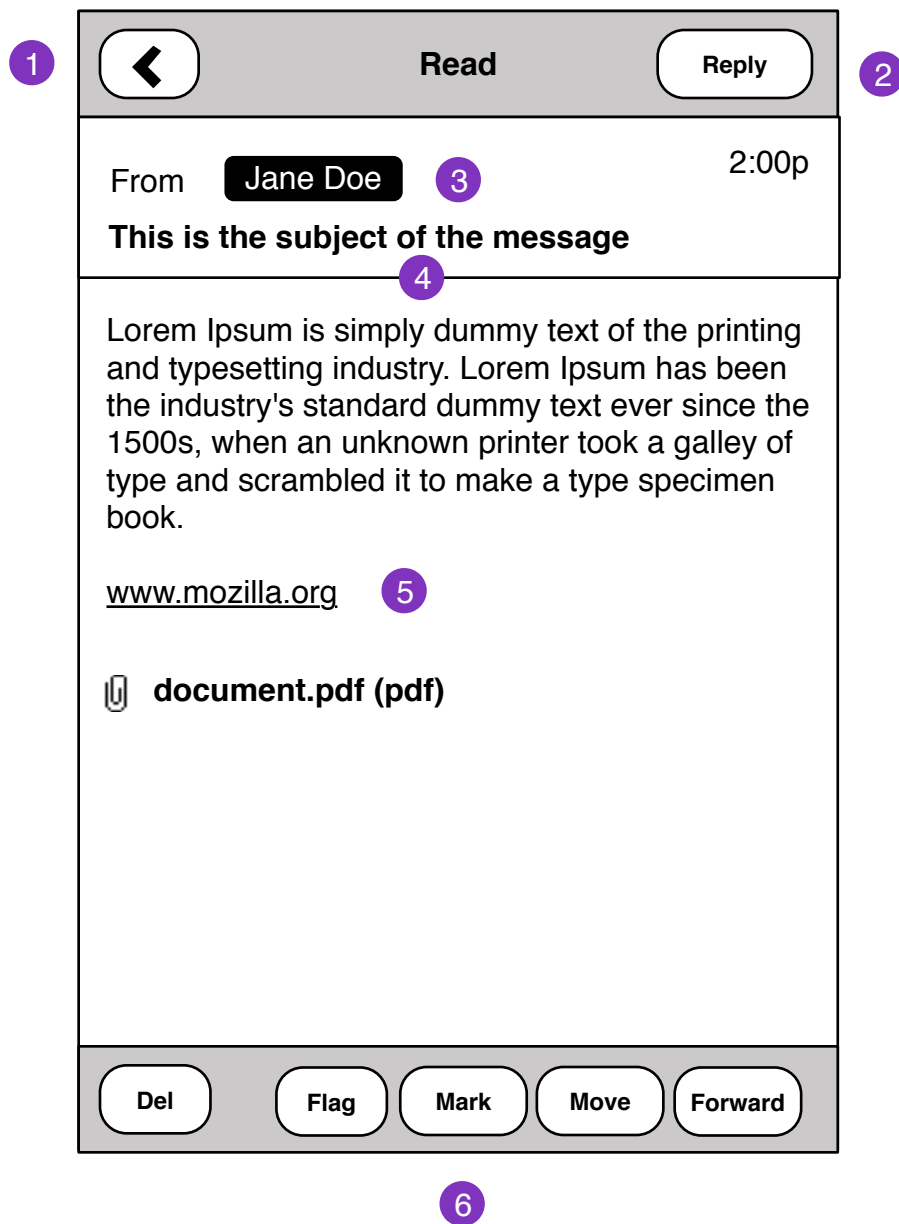 1
Read
Reply
2
From
Jane Doe
3
2:00p
This is the subject of the message
4
Lorem Ipsum is simply dummy text of the printing
and typesetting industry. Lorem Ipsum has been
the industry's standard dummy text ever since the
1500s, when an unknown printer took a galley of
type and scrambled it to make a type specimen
book.
www.mozilla.org
5
document.pdf (pdf)
Del
Flag
Mark
Move
Forward
6